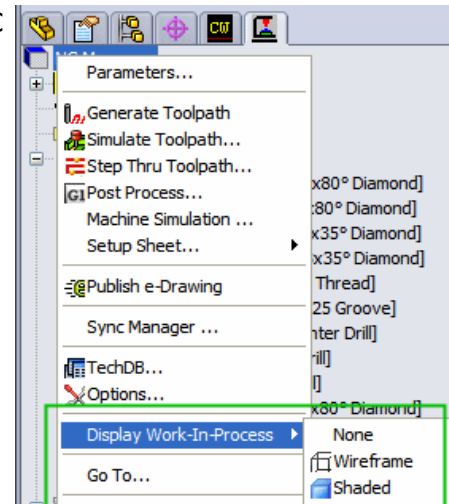 C
CW
Parameters...
Generate Toolpath
Simulate Toolpath...
Step Thru Toolpath...
G1 Post Process...
Machine Simulation ...
Setup Sheet...
Publish e-Drawing
Sync Manager ...
TechDB...
Options...
Display Work-In-Process
Go To...
x80° Diamond]
:80° Diamond]
x35° Diamond]
x35° Diamond]
Thread]
25 Groove]
nter Drill]
rill]
l]
x80° Diamond]
None
Wireframe
Shaded